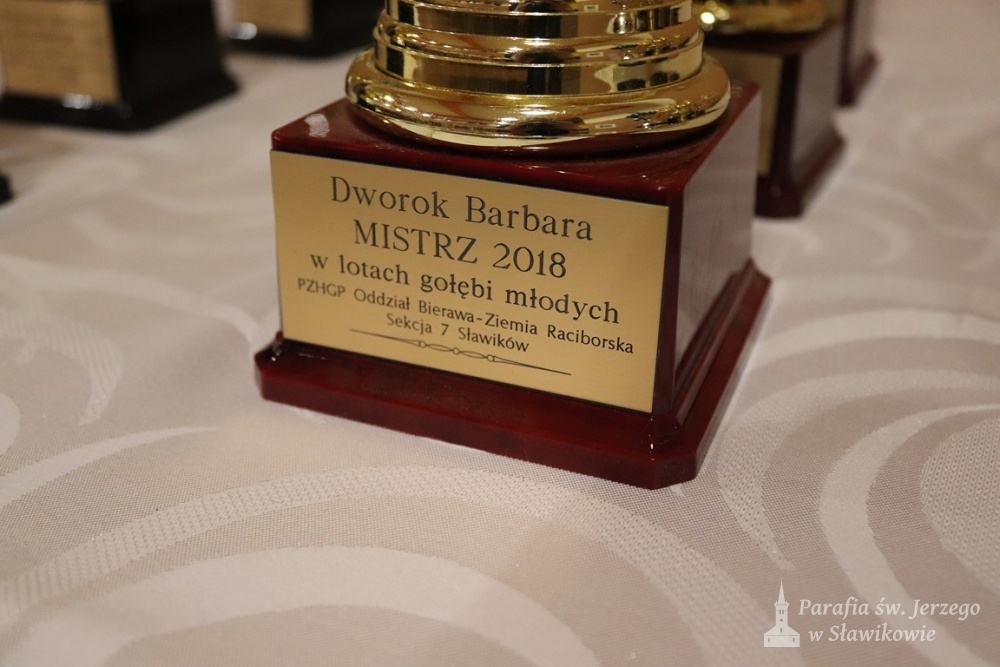 Dworok Barbara
MISTRZ 2018
w lotach gołębi młodych
PZHGP Oddział Bierawa-Ziemia Raciborska
Sekcja 7 Sławików
Parafia św. Jerzego
w Sławikowie